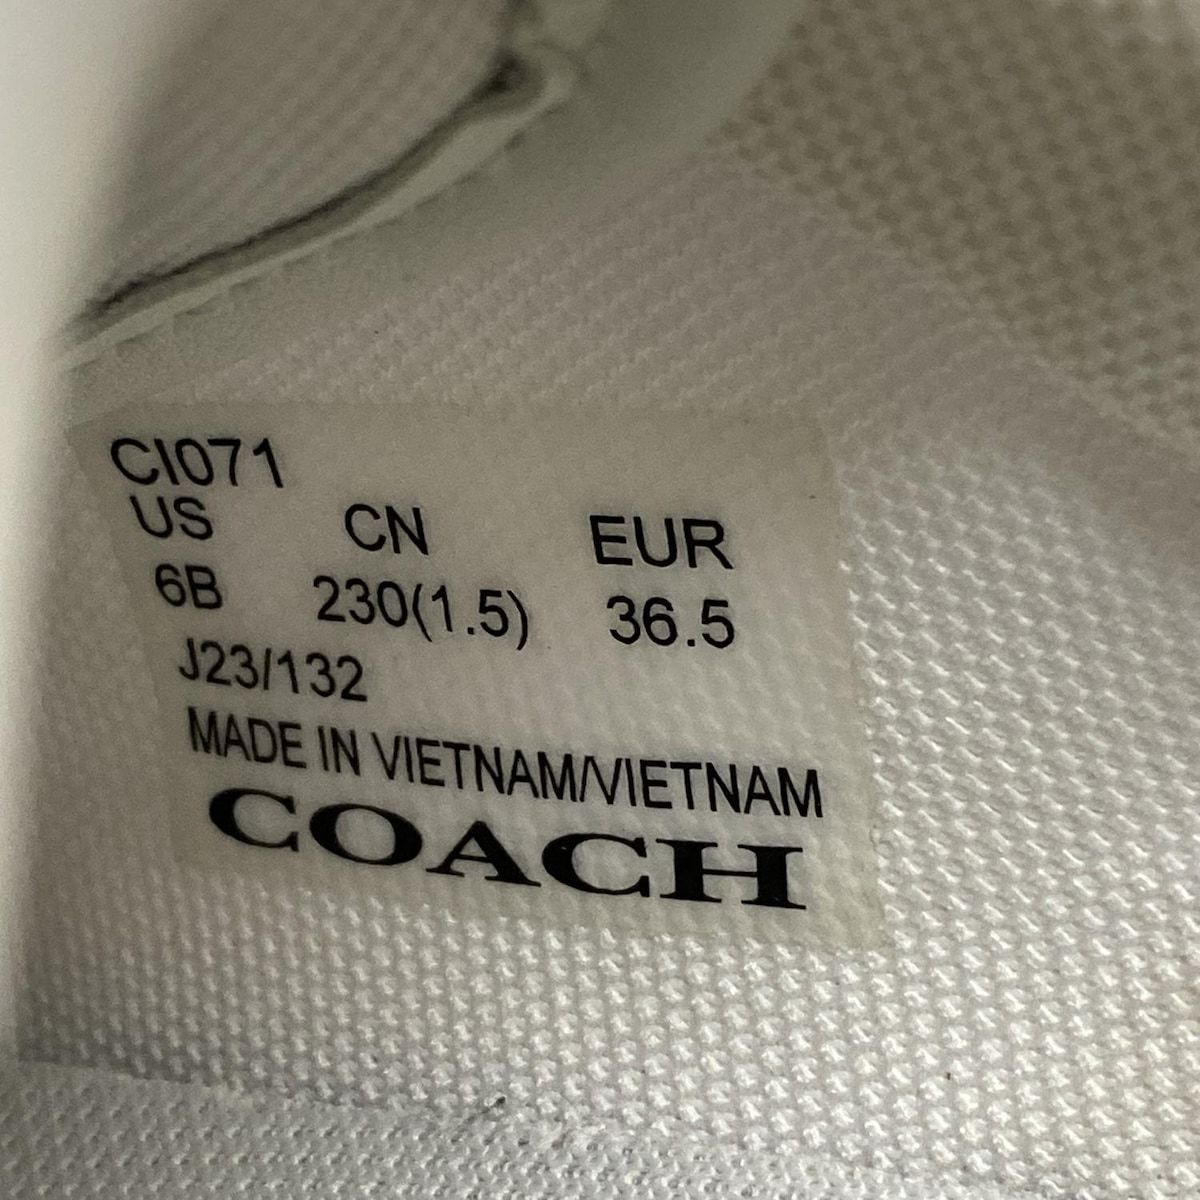 CI071
US CN EUR
6B 230(1.5) 36.5
J23/132
MADE IN VIETNAM/VIETNAM
COACH